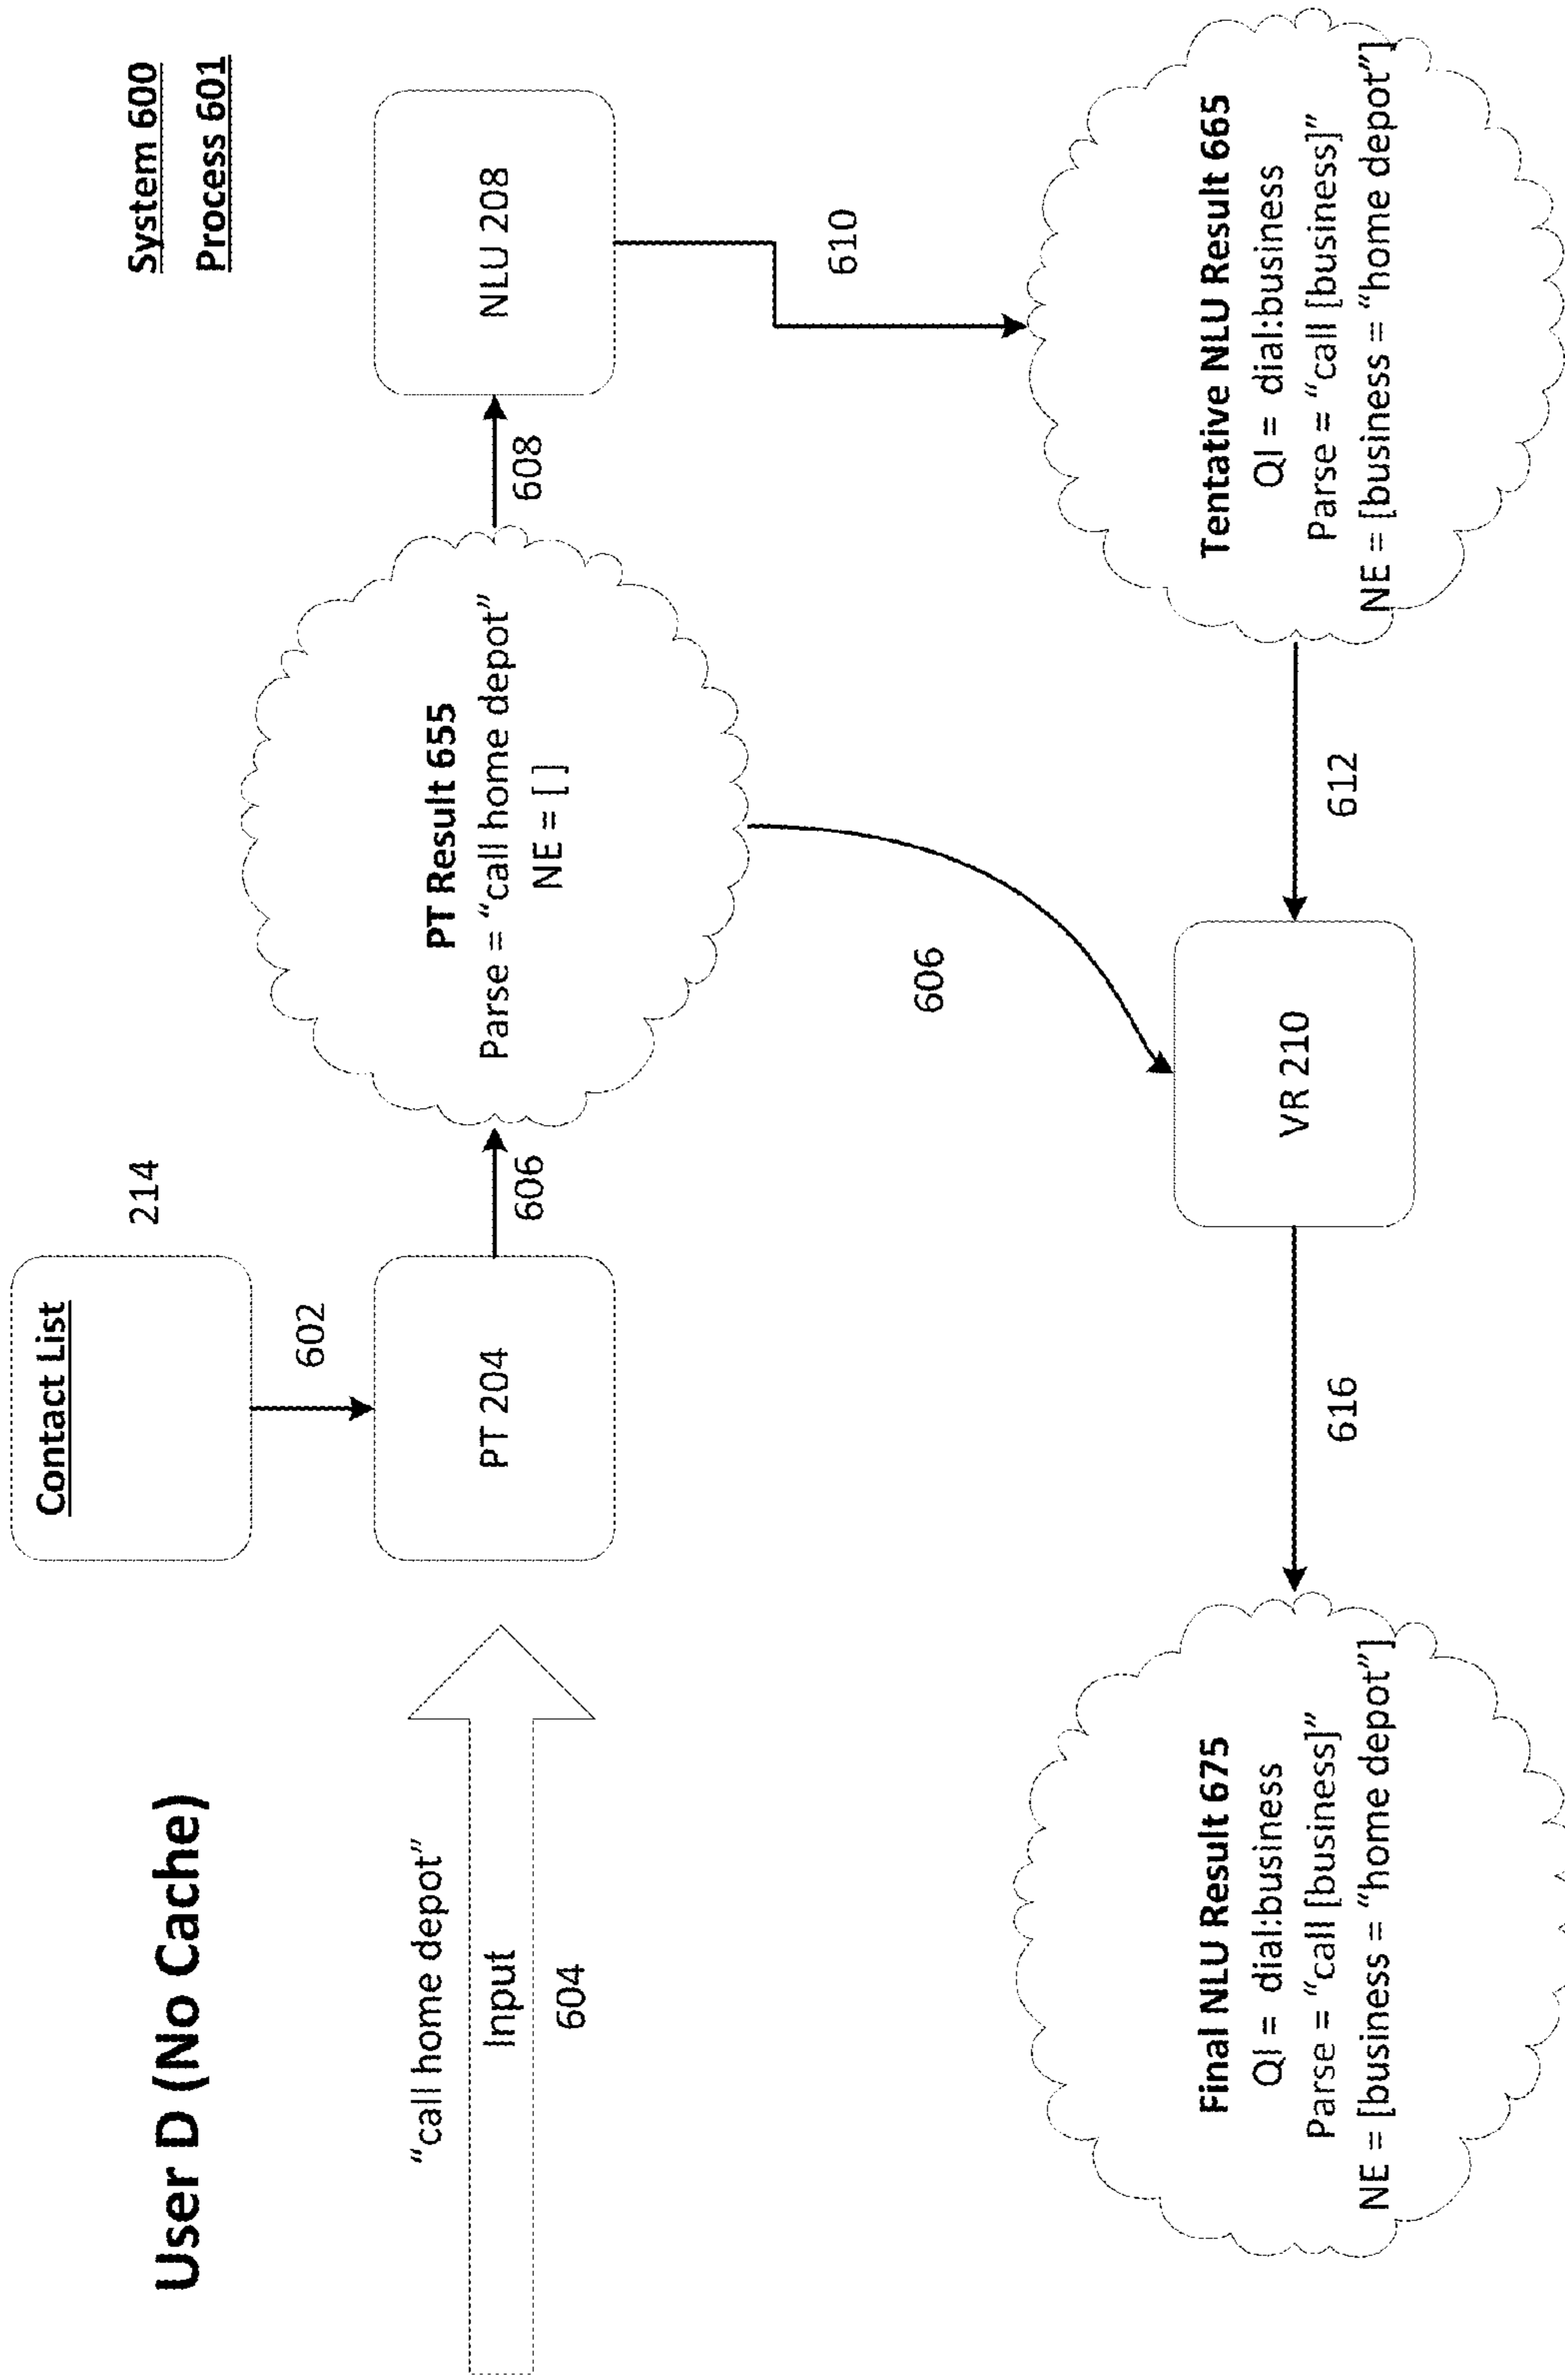 System 600
Process 601
User D (No Cache)
Contact List
214
602
"call home depot"
Input
604
PT 204
606
PT Result 655
Parse = "call home depot"
NE = [ ]
608
NLU 208
610
606
Tentative NLU Result 665
QI = dial:business
Parse = "call [business]"
NE = [business = "home depot"]
612
VR 210
616
Final NLU Result 675
QI = dial:business
Parse = "call [business]"
NE = [business = "home depot"]